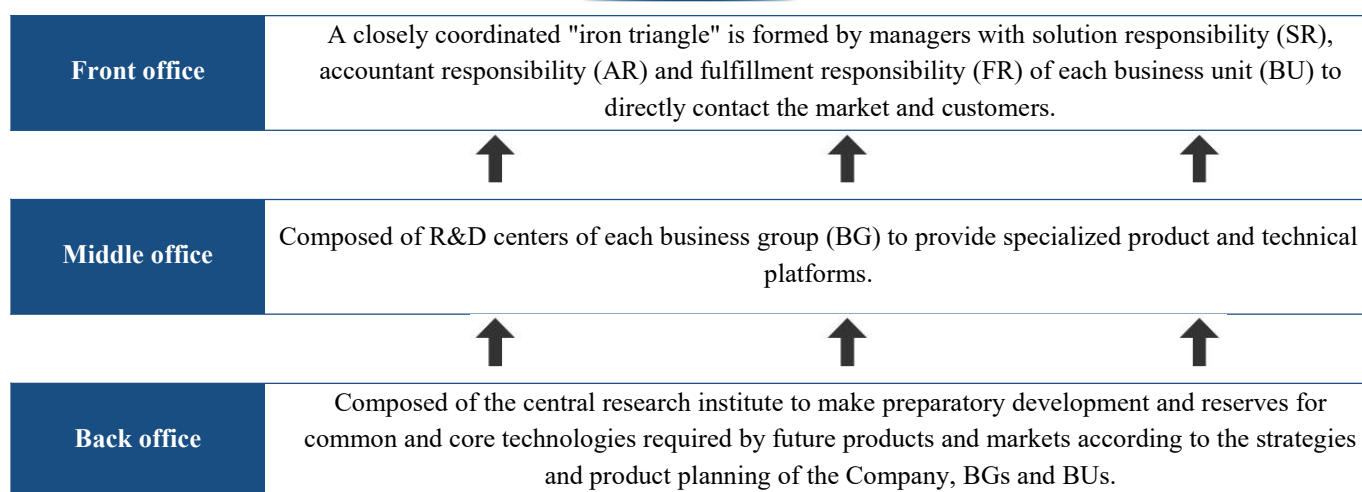 Front office
A closely coordinated "iron triangle" is formed by managers with solution responsibility (SR),
accountant responsibility (AR) and fulfillment responsibility (FR) of each business unit (BU) to
directly contact the market and customers.
Middle office
Composed of R&D centers of each business group (BG) to provide specialized product and technical
platforms.
Back office
Composed of the central research institute to make preparatory development and reserves for
common and core technologies required by future products and markets according to the strategies
and product planning of the Company, BGs and BUs.